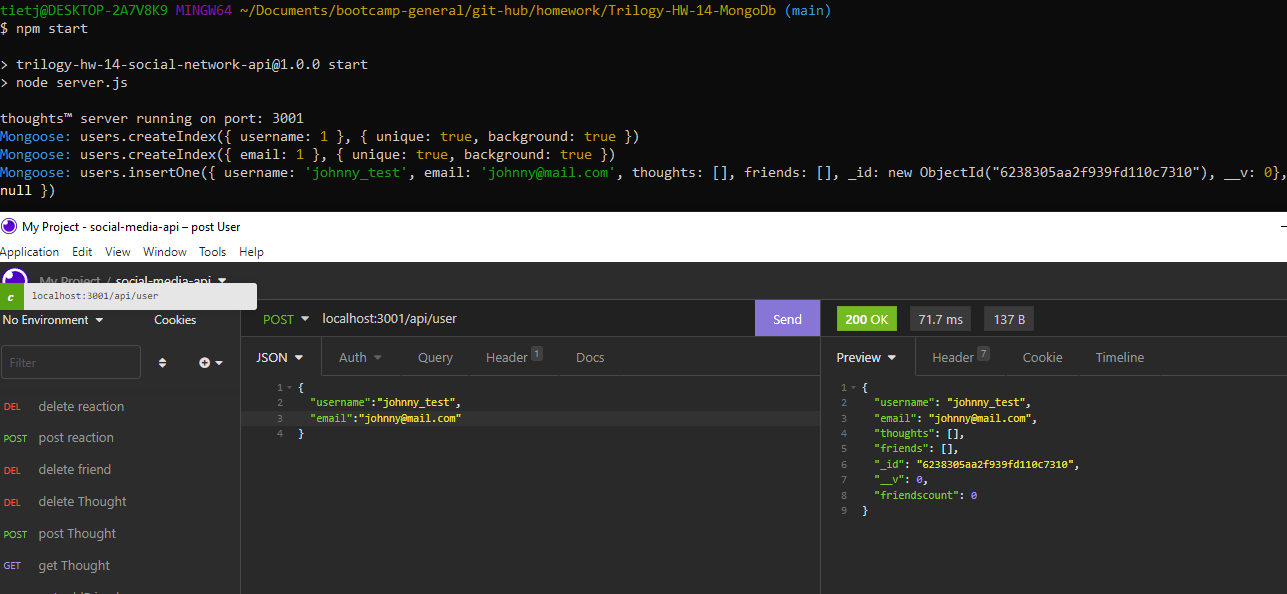 tietj@DESKTOP-2A7V8K9 MINGW64 ~/Documents/bootcamp-general/git-hub/homework/Trilogy-HW-14-MongoDb (main)
$ npm start
> trilogy-hw-14-social-network-api@1.0.0 start
> node server.js
thoughts™ server running on port: 3001
Mongoose: users.createIndex({ username: 1 }, { unique: true, background: true })
Mongoose: users.createIndex({ email: 1 }, { unique: true, background: true })
Mongoose: users.insertOne({ username: 'johnny_test', email: 'johnny@mail.com', thoughts: [], friends: [], _id: new ObjectId("6238305aa2f939fd110c7310"), __v: 0},
null })
My Project - social-media-api – post User
Application Edit View Window Tools Help
My Project / social-media-api
c localhost:3001/api/user
No Environment Cookies
POST localhost:3001/api/user Send
200 OK 71.7 ms 137 B
Filter
JSON Auth Query Header 1 Docs
Preview Header 7 Cookie Timeline
DEL delete reaction
POST post reaction
DEL delete friend
DEL delete Thought
POST post Thought
GET get Thought
1 {
2 "username":"johnny_test",
3 "email":"johnny@mail.com"
4 }
1 {
2 "username": "johnny_test",
3 "email": "johnny@mail.com",
4 "thoughts": [],
5 "friends": [],
6 "_id": "6238305aa2f939fd110c7310",
7 "__v": 0,
8 "friendscount": 0
9 }